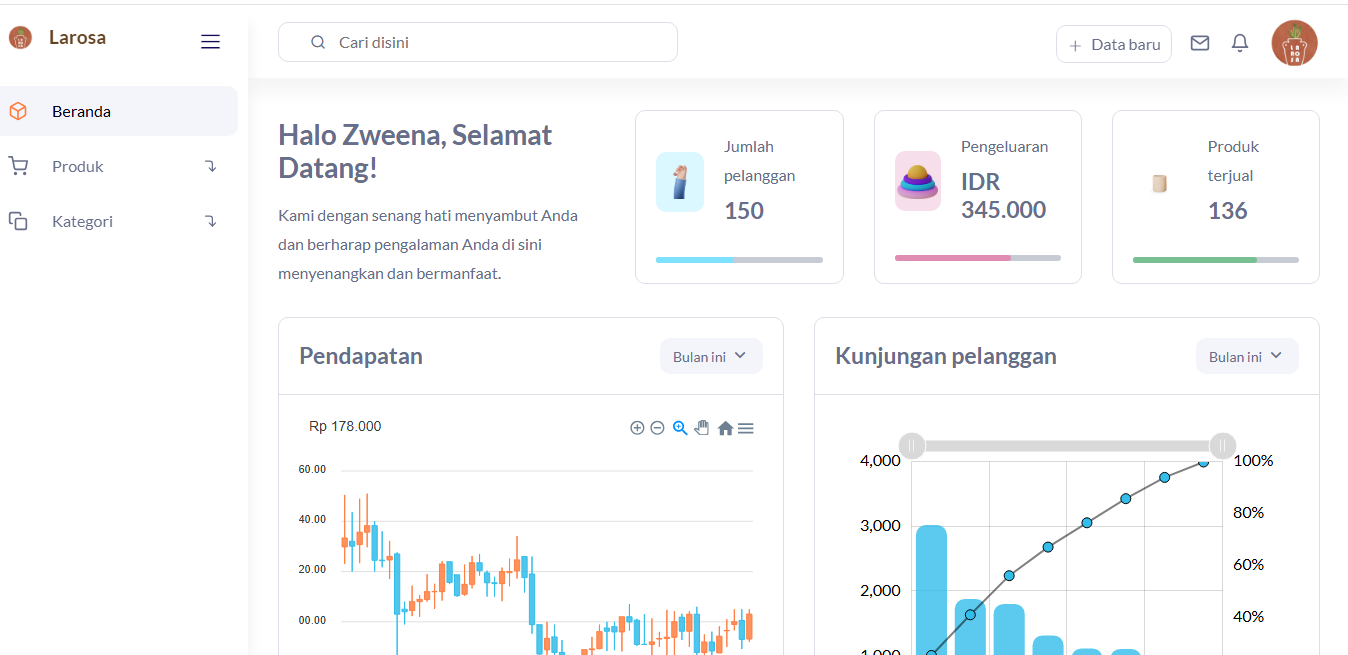 Larosa
Cari disini
Data baru
LA
RO
SA
Beranda
Produk
Kategori
Halo Zweena, Selamat
Datang!
Kami dengan senang hati menyambut Anda
dan berharap pengalaman Anda di sini
menyenangkan dan bermanfaat.
Jumlah
pelanggan
150
Pengeluaran
IDR
345.000
Produk
terjual
136
Pendapatan
Bulan ini
Rp 178.000
60.00
40.00
20.00
00.00
Kunjungan pelanggan
Bulan ini
4,000
3,000
2,000
1,000
100%
80%
60%
40%